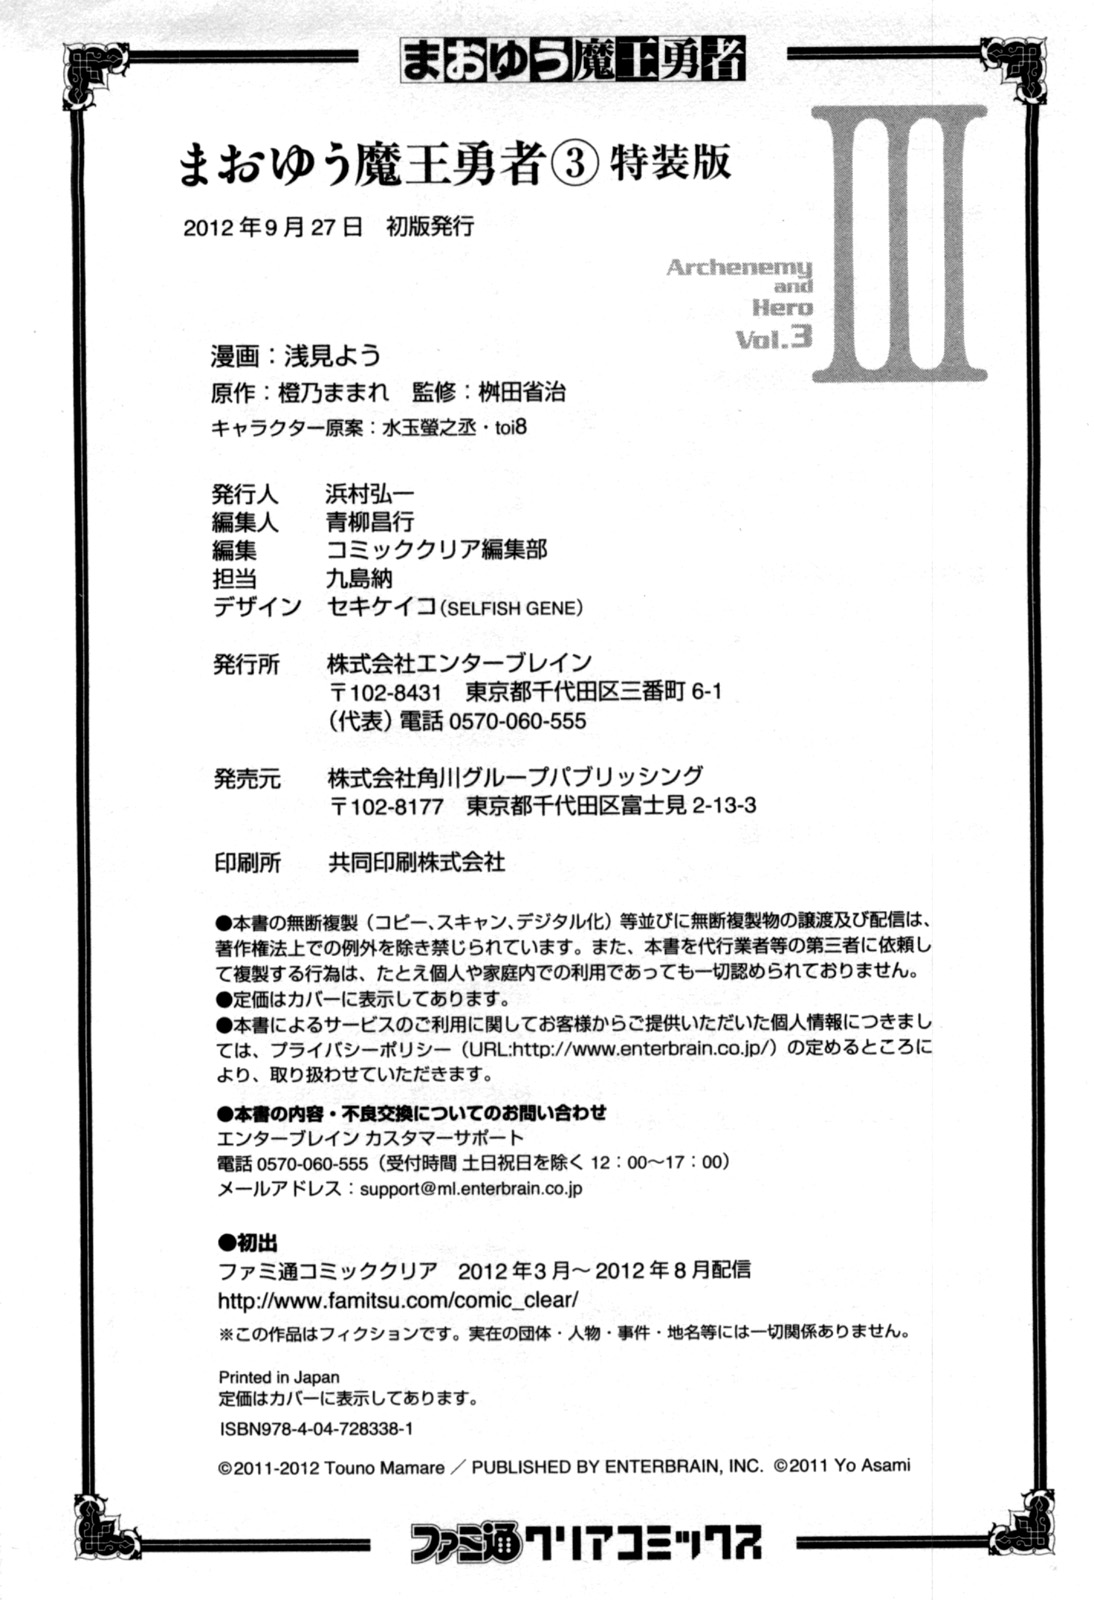 まおゆう魔王勇者
まおゆう魔王勇者③特装版
2012年9月27日　初版発行
III
Archenemy
and
Hero
Vol.3
漫画：浅見よう
原作：橙乃ままれ　監修：桝田省治
キャラクター原案：水玉螢之丞・toi8
発行人　浜村弘一
編集人　青柳昌行
編集　コミッククリア編集部
担当　九島納
デザイン　セキケイコ（SELFISH GENE）
発行所　株式会社エンターブレイン
〒102-8431　東京都千代田区三番町6-1
（代表）電話0570-060-555
発売元　株式会社角川グループパブリッシング
〒102-8177　東京都千代田区富士見2-13-3
印刷所　共同印刷株式会社
●本書の無断複製（コピー、スキャン、デジタル化）等並びに無断複製物の譲渡及び配信は、
著作権法上での例外を除き禁じられています。また、本書を代行業者等の第三者に依頼し
て複製する行為は、たとえ個人や家庭内での利用であっても一切認められておりません。
●定価はカバーに表示してあります。
●本書によるサービスのご利用に関してお客様からご提供いただいた個人情報につきまし
ては、プライバシーポリシー（URL:http://www.enterbrain.co.jp/）の定めるところに
より、取り扱わせていただきます。
●本書の内容・不良交換についてのお問い合わせ
エンターブレイン カスタマーサポート
電話0570-060-555（受付時間 土日祝日を除く 12：00〜17：00）
メールアドレス：support@ml.enterbrain.co.jp
●初出
ファミ通コミッククリア　2012年3月〜2012年8月配信
http://www.famitsu.com/comic_clear/
※この作品はフィクションです。実在の団体・人物・事件・地名等には一切関係ありません。
Printed in Japan
定価はカバーに表示してあります。
ISBN978-4-04-728338-1
©2011-2012 Touno Mamare／PUBLISHED BY ENTERBRAIN, INC. ©2011 Yo Asami
ファミ通クリアコミックス